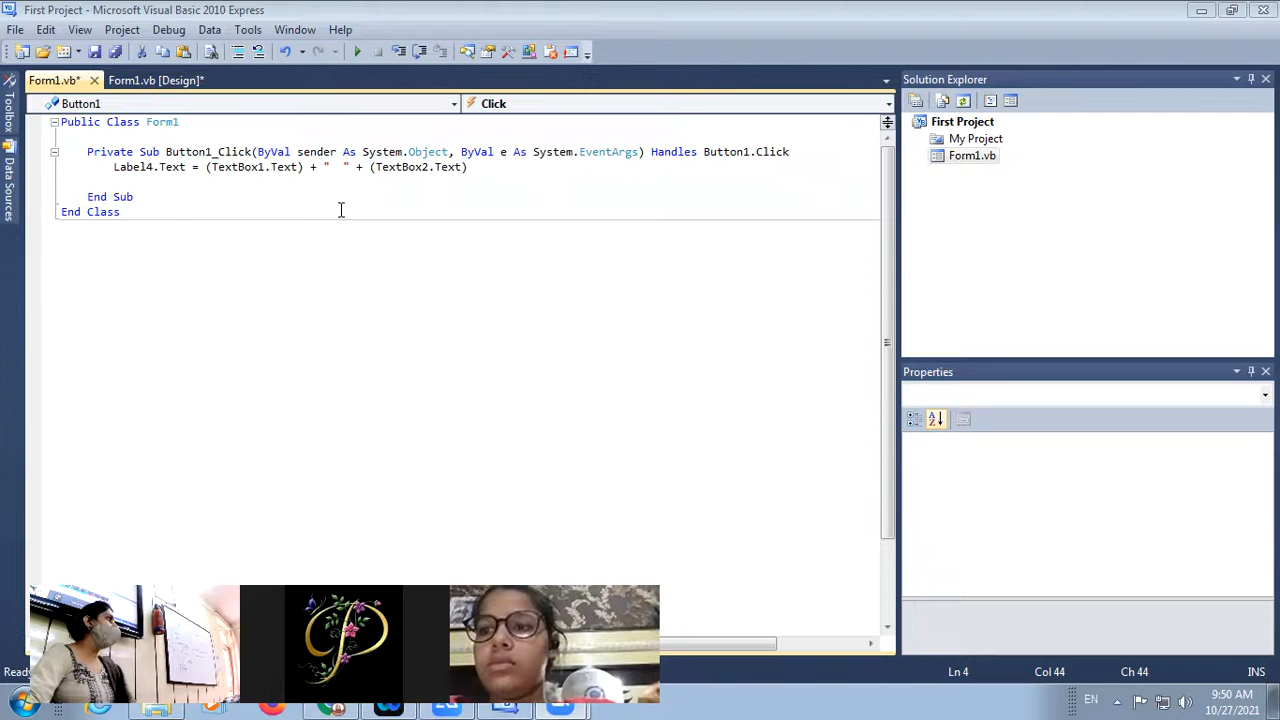 First Project - Microsoft Visual Basic 2010 Express
File Edit View Project Debug Data Tools Window Help
Form1.vb* Form1.vb [Design]*
Button1 Click
Public Class Form1
Private Sub Button1_Click(ByVal sender As System.Object, ByVal e As System.EventArgs) Handles Button1.Click
Label4.Text = (TextBox1.Text) + "  " + (TextBox2.Text)
End Sub
End Class
Toolbox
Data Sources
Solution Explorer
First Project
My Project
Form1.vb
Properties
Ln 4 Col 44 Ch 44 INS
EN 9:50 AM
10/27/2021